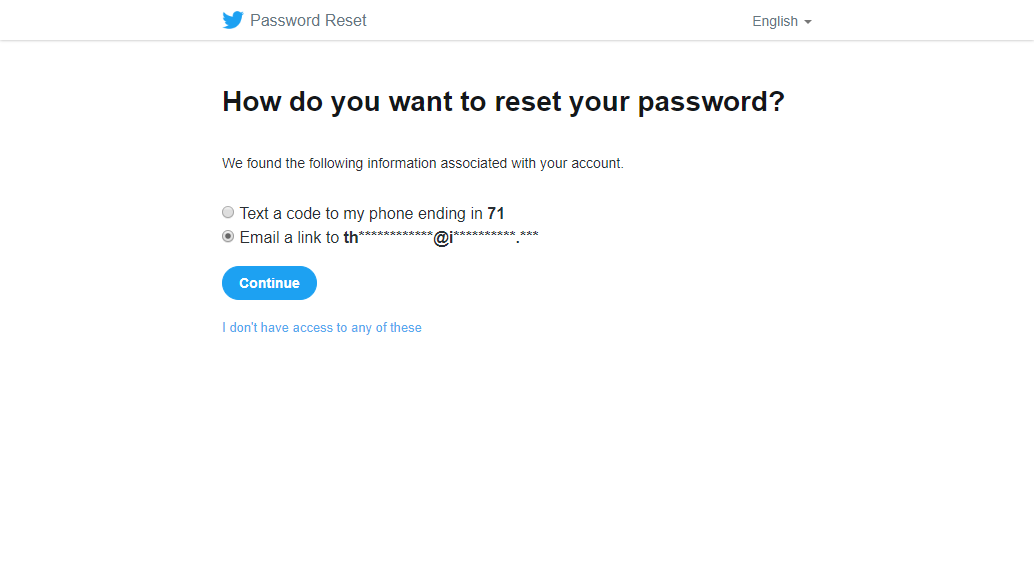 Password Reset
English
How do you want to reset your password?
We found the following information associated with your account.
Text a code to my phone ending in 71
Email a link to th************@i**********.***
Continue
I don't have access to any of these